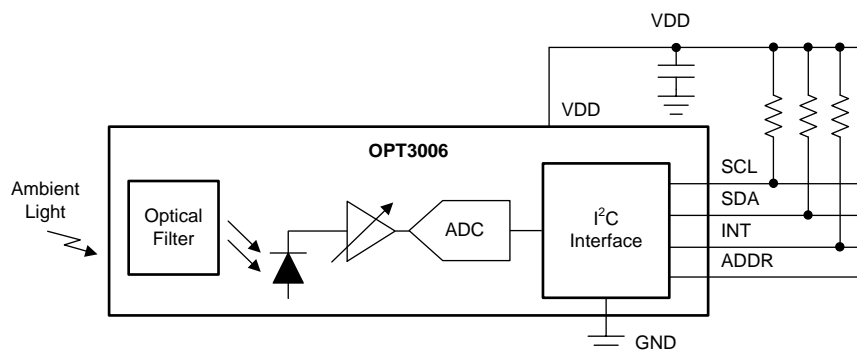 VDD
VDD
OPT3006
Ambient
Light
Optical
Filter
ADC
I²C
Interface
SCL
SDA
INT
ADDR
GND